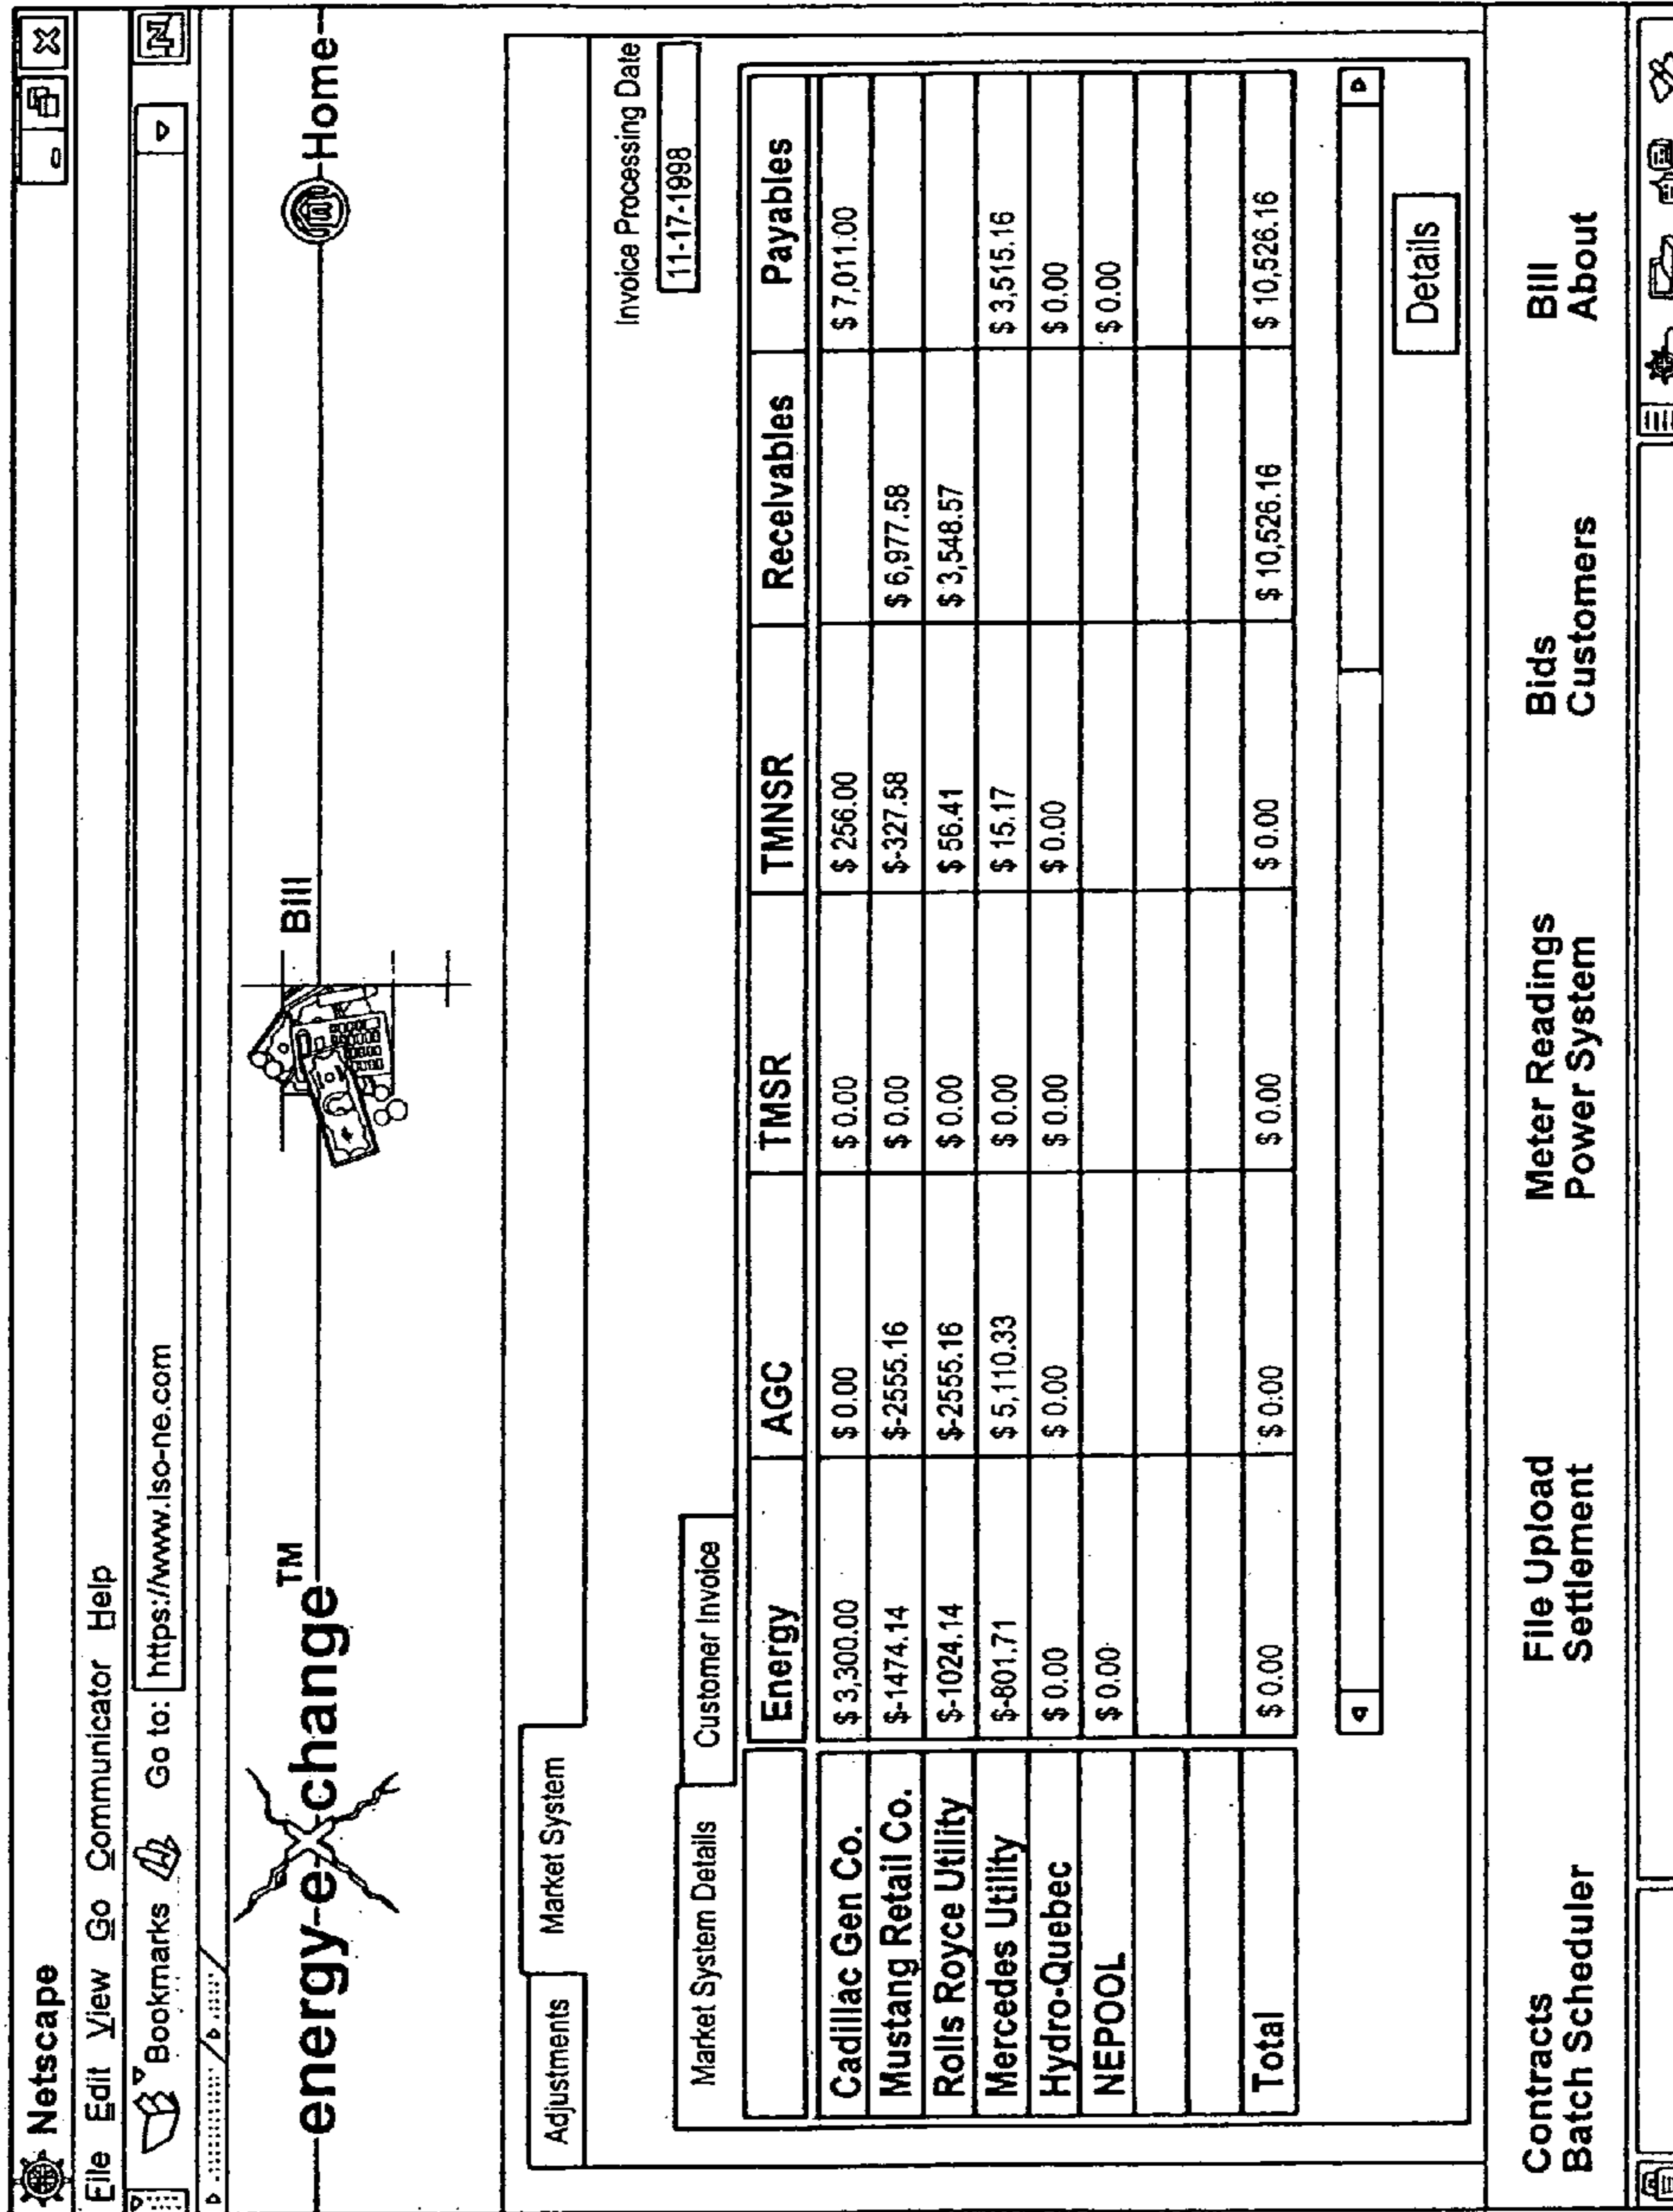 Netscape
File Edit View Go Communicator Help
Bookmarks Go to: https://www.iso-ne.com
energy-e-x-change™ Bill Home
Adjustments Market System
Invoice Processing Date
11-17-1998
Market System Details Customer Invoice
Energy AGC TMSR TMNSR Receivables Payables
Cadillac Gen Co. $ 3,300.00 $ 0.00 $ 0.00 $ 256.00 $ 7,011.00
Mustang Retail Co. $-1474.14 $-2555.16 $ 0.00 $-327.58 $ 6,977.58
Rolls Royce Utility $-1024.14 $-2555.16 $ 0.00 $ 56.41 $ 3,548.57
Mercedes Utility $-801.71 $ 5,110.33 $ 0.00 $ 15.17 $ 3,515.16
Hydro-Quebec $ 0.00 $ 0.00 $ 0.00 $ 0.00 $ 0.00
NEPOOL $ 0.00 $ 0.00
Total $ 0.00 $ 0.00 $ 0.00 $ 0.00 $ 10,526.16 $ 10,526.16
Details
Contracts File Upload Meter Readings Bids Bill
Batch Scheduler Settlement Power System Customers About